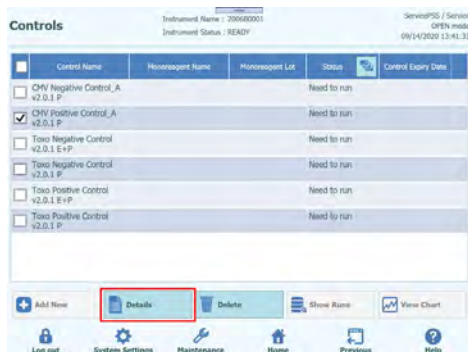 Controls
Instrument Name : 200680001
Instrument Status : READY
ServicePSS / Service
OPEN mode
09/14/2020 13:41:33
Control Name Monoreagent Name Monoreagent Lot Status Control Expiry Date
CMV Negative Control_A
v2.0.1 P
Need to run
CMV Positive Control_A
v2.0.1 P
Need to run
Toxo Negative Control
v2.0.1 E+P
Need to run
Toxo Negative Control
v2.0.1 P
Need to run
Toxo Positive Control
v2.0.1 E+P
Need to run
Toxo Positive Control
v2.0.1 P
Need to run
Add New Details Delete Show Runs View Chart
Log out System Settings Maintenance Home Previous Help